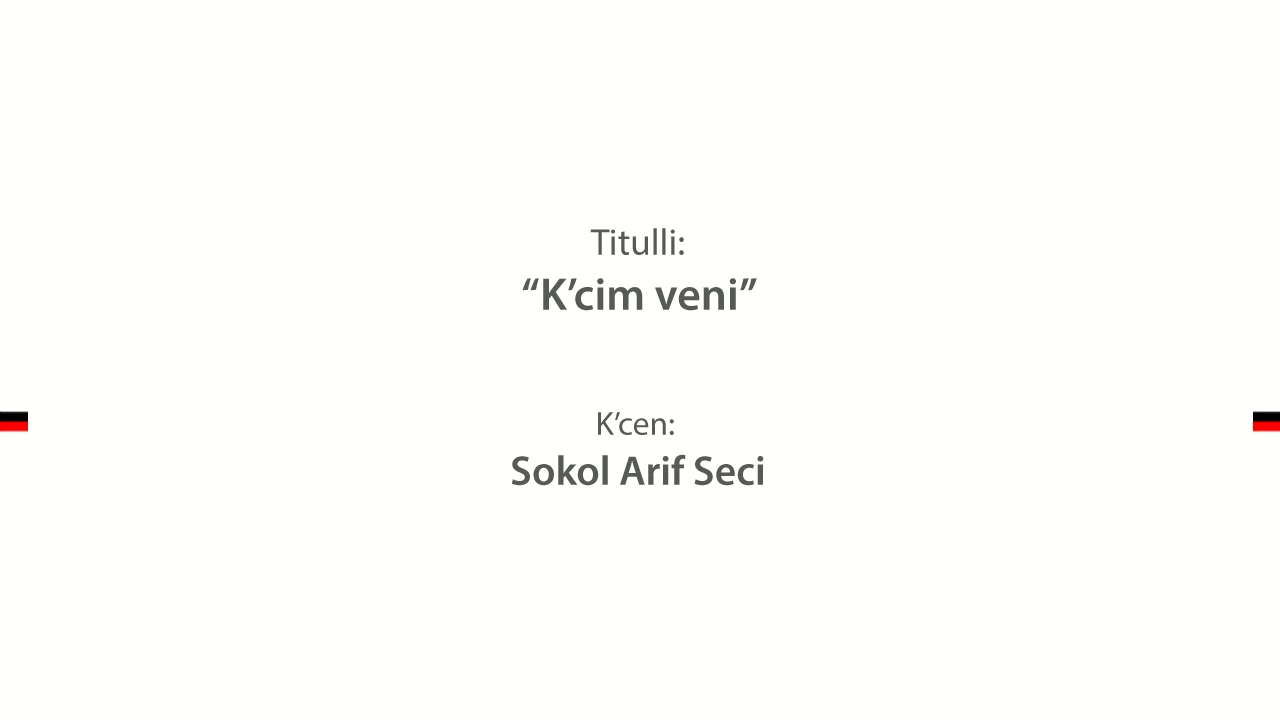 Titulli:
“K’cim veni”
K’cen:
Sokol Arif Seci